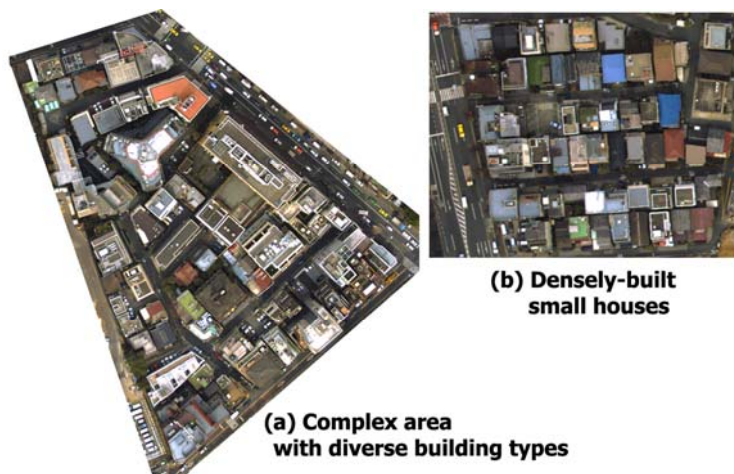 (b) Densely-built
small houses
(a) Complex area
with diverse building types